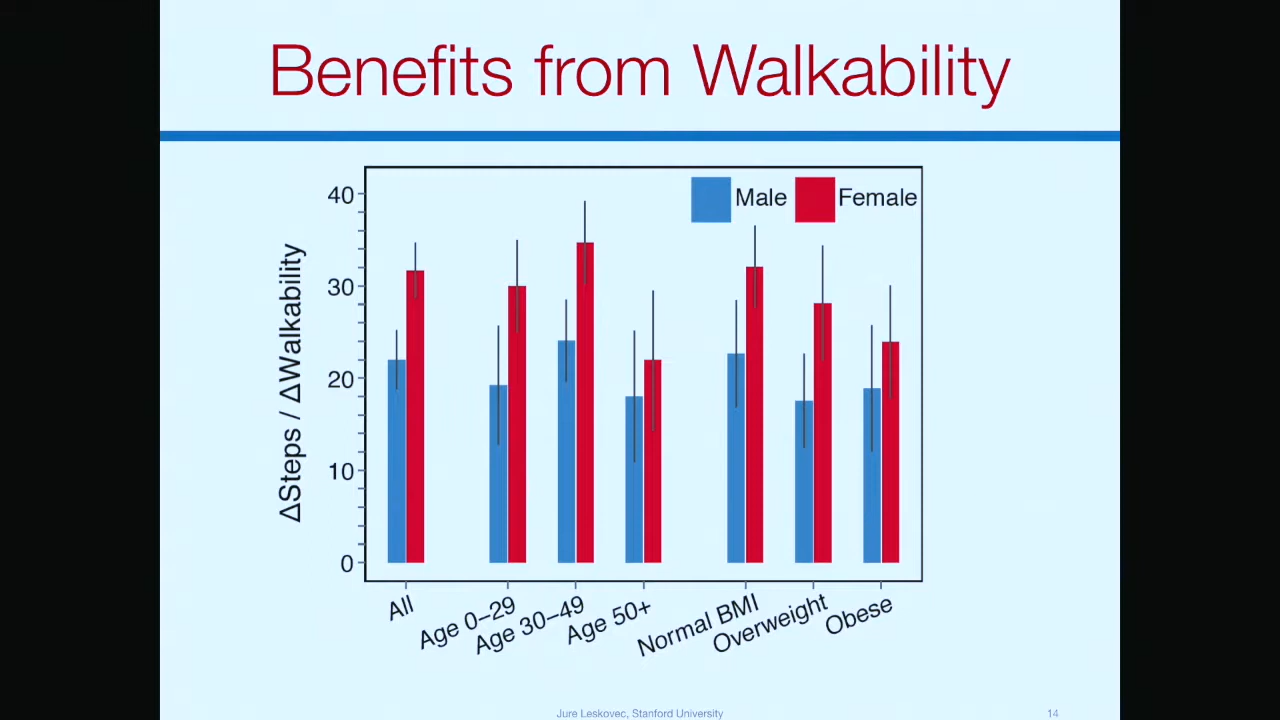 Benefits from Walkability
Male Female
ΔSteps / ΔWalkability
40
30
20
10
0
All
Age 0–29
Age 30–49
Age 50+
Normal BMI
Overweight
Obese
Jure Leskovec, Stanford University
14